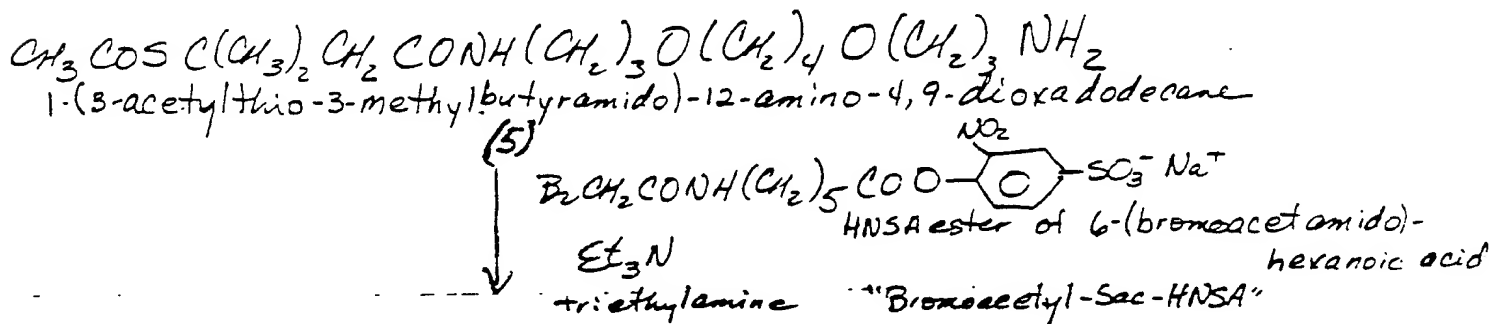 CH3COSC(CH3)2CH2CONH(CH2)3O(CH2)4O(CH2)3NH2
1-(3-acetylthio-3-methylbutyramido)-12-amino-4,9-dioxadodecane
(5)
NO2
BrCH2CONH(CH2)5COO-SO3- Na+
HNSA ester of 6-(bromoacetamido)-
hexanoic acid
Et3N
triethylamine "Bromoacetyl-Sac-HNSA"